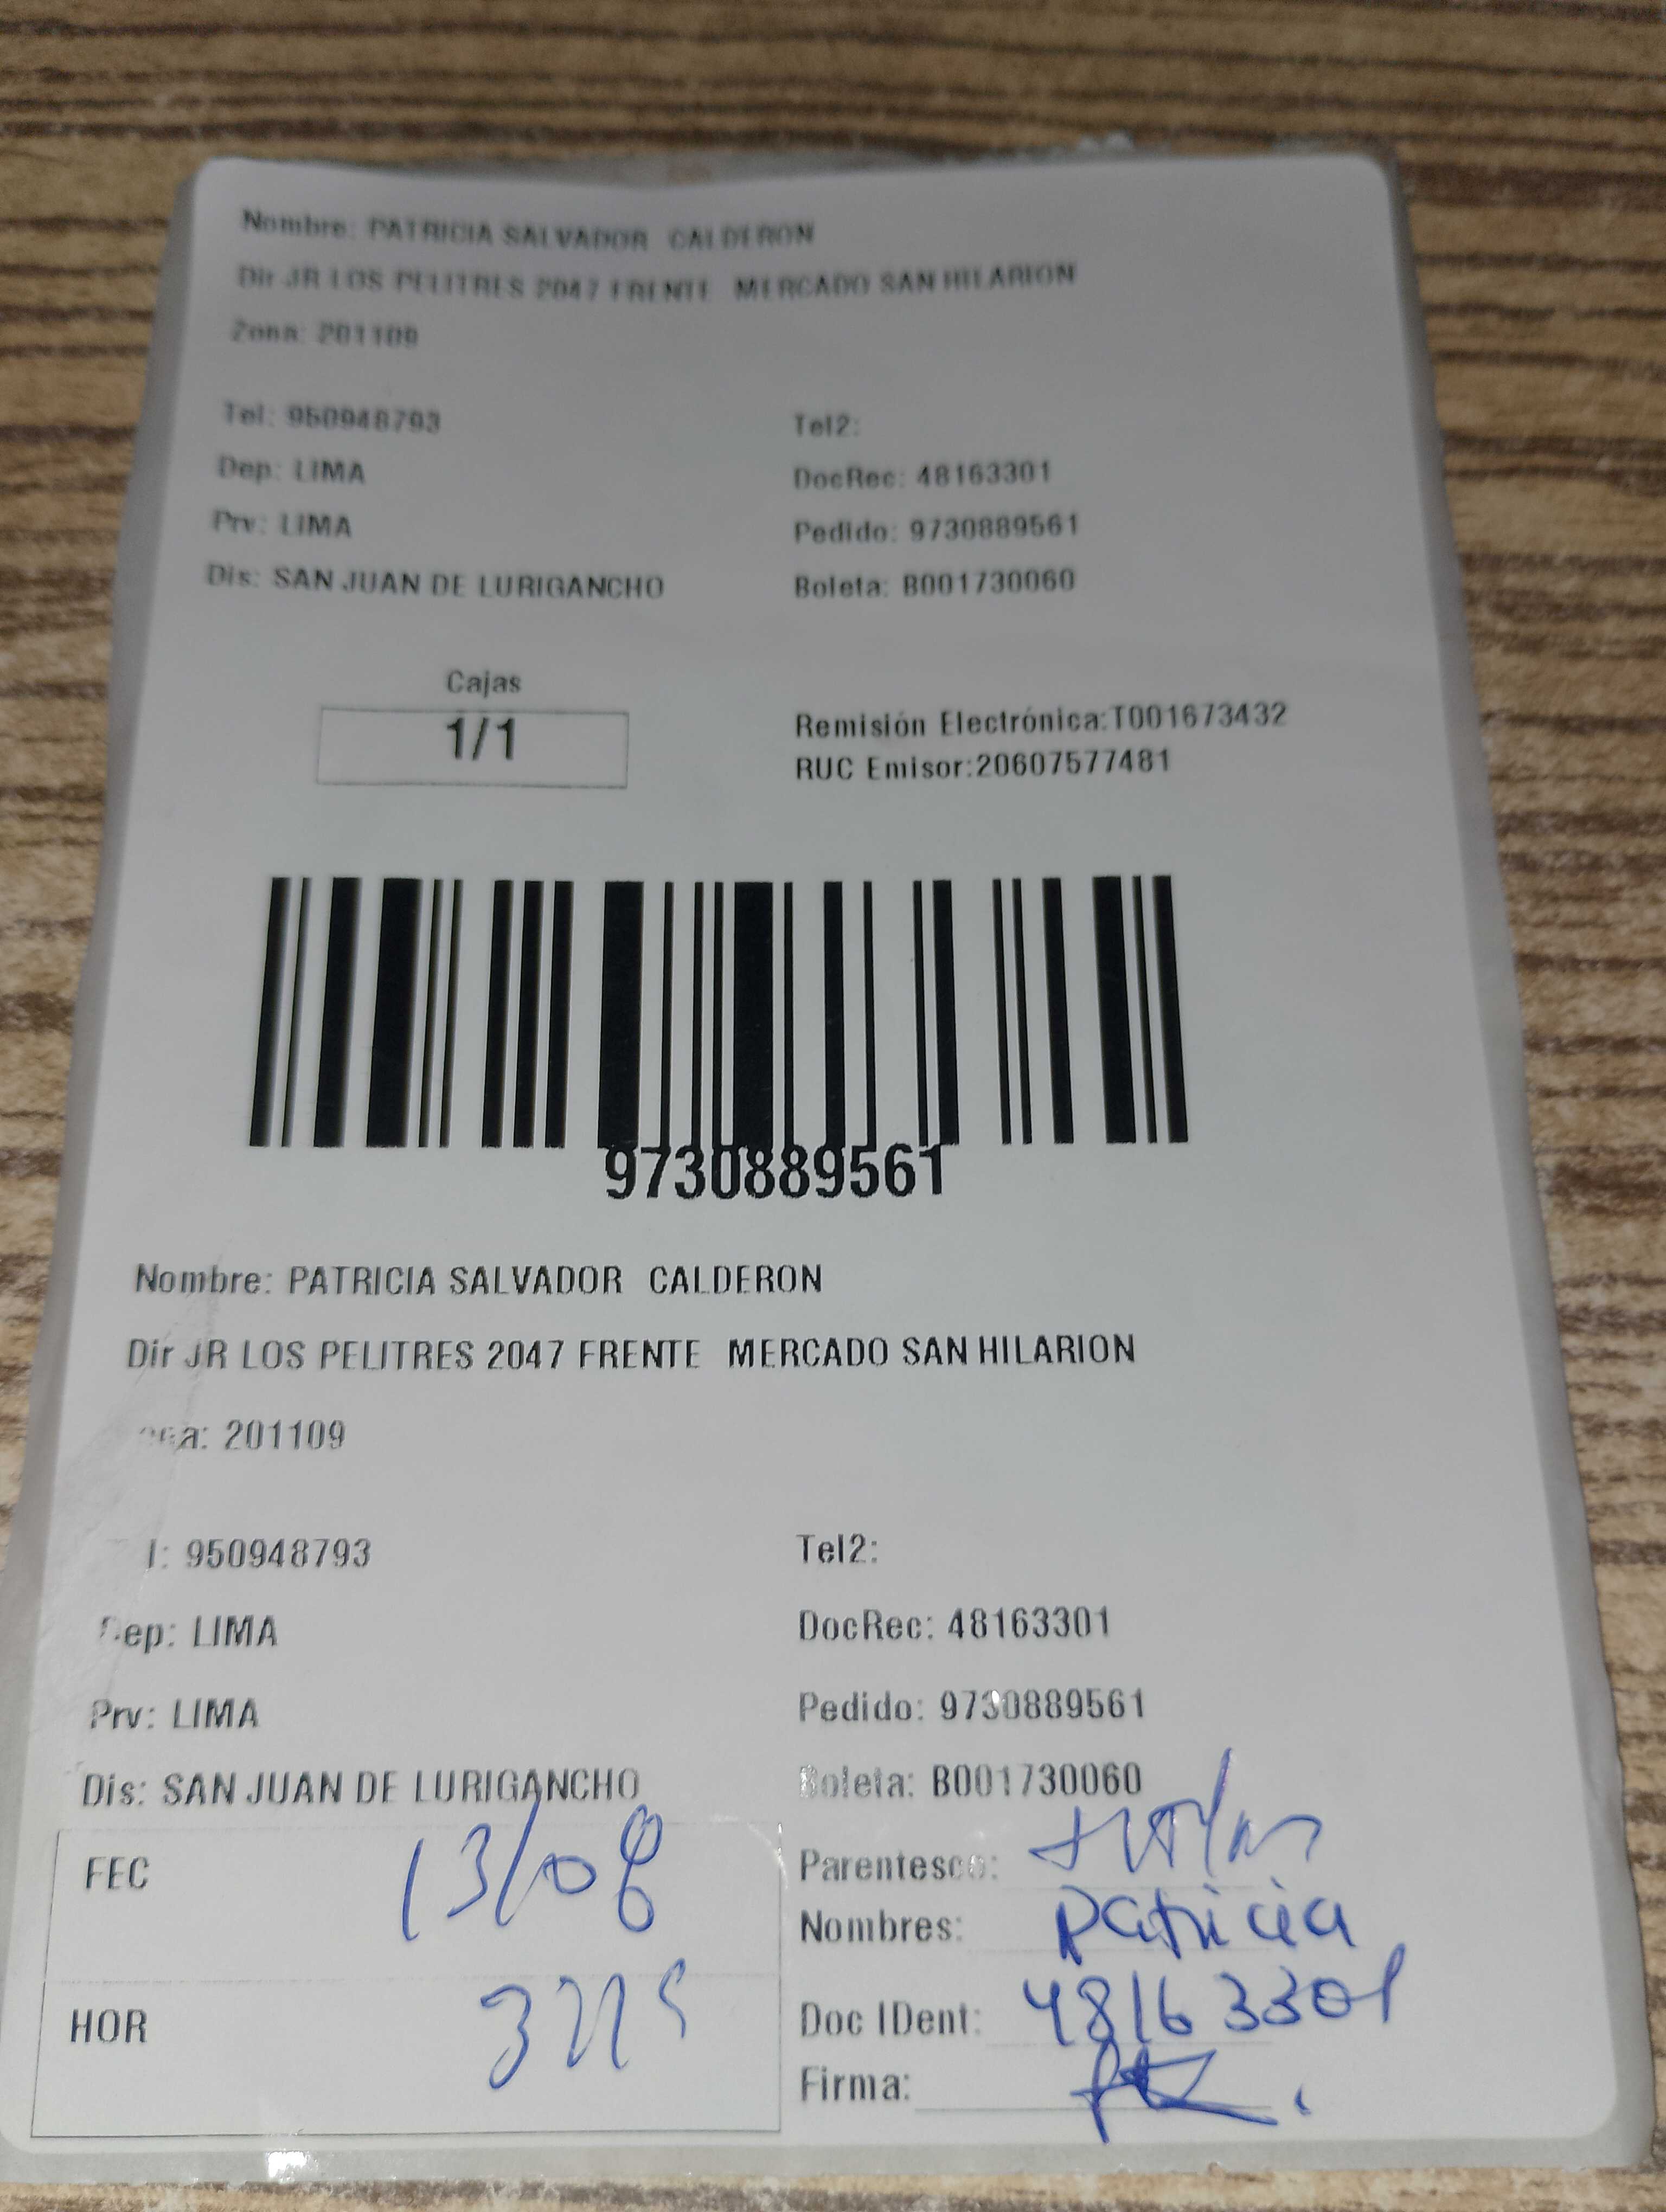 Nombre: PATRICIA SALVADOR CALDERON
Dir JR LOS PELITRES 2047 FRENTE MERCADO SAN HILARION
Zona: 201109
Tel: 950948793 Tel2:
Dep: LIMA DocRec: 48163301
Prv: LIMA Pedido: 9730889561
Dis: SAN JUAN DE LURIGANCHO Boleta: B001730060
Cajas
1/1
Remisión Electrónica:T001673432
RUC Emisor:20607577481
9730889561
Nombre: PATRICIA SALVADOR CALDERON
Dir JR LOS PELITRES 2047 FRENTE MERCADO SAN HILARION
201109
950948793 Tel2:
Dep: LIMA DocRec: 48163301
Prv: LIMA Pedido: 9730889561
Dis: SAN JUAN DE LURIGANCHO Boleta: B001730060
FEC 13/08 Parentesco:
Nombres: Patricia
HOR Doc IDent: 48163301
Firma: